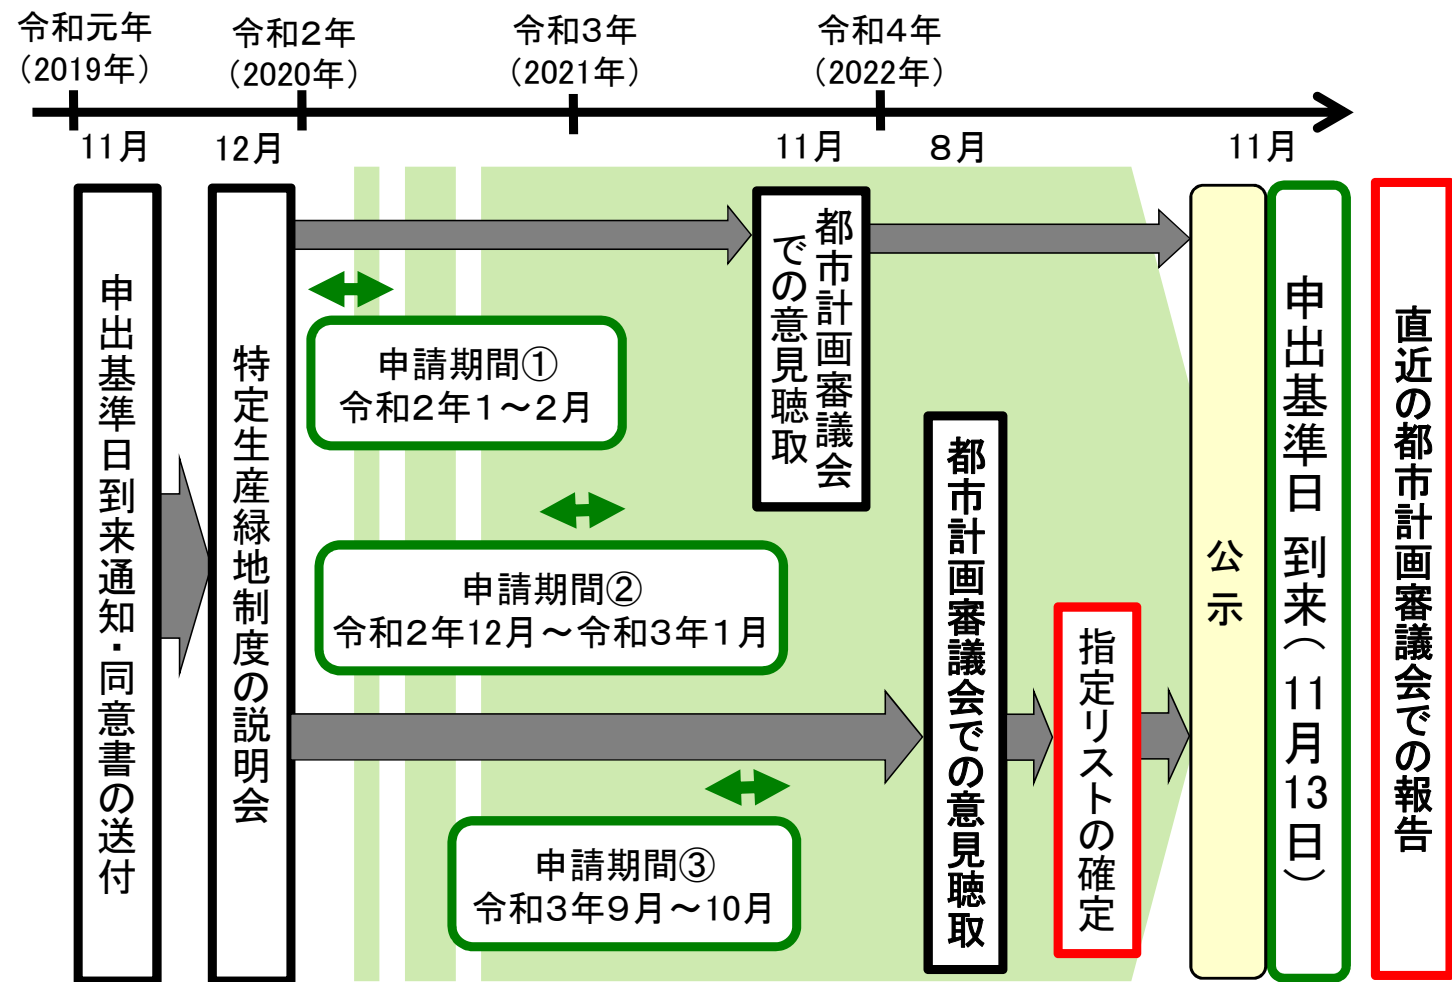 令和元年
（2019年）
令和２年
（2020年）
令和３年
（2021年）
令和４年
（2022年）
11月
12月
11月
８月
11月
申出基準日到来通知・同意書の送付
特定生産緑地制度の説明会
申請期間①
令和２年１～２月
申請期間②
令和２年12月～令和３年１月
申請期間③
令和３年９月～10月
都市計画審議会
での意見聴取
都市計画審議会での意見聴取
指定リストの確定
公示
申出基準日 到来（11月13日）
直近の都市計画審議会での報告